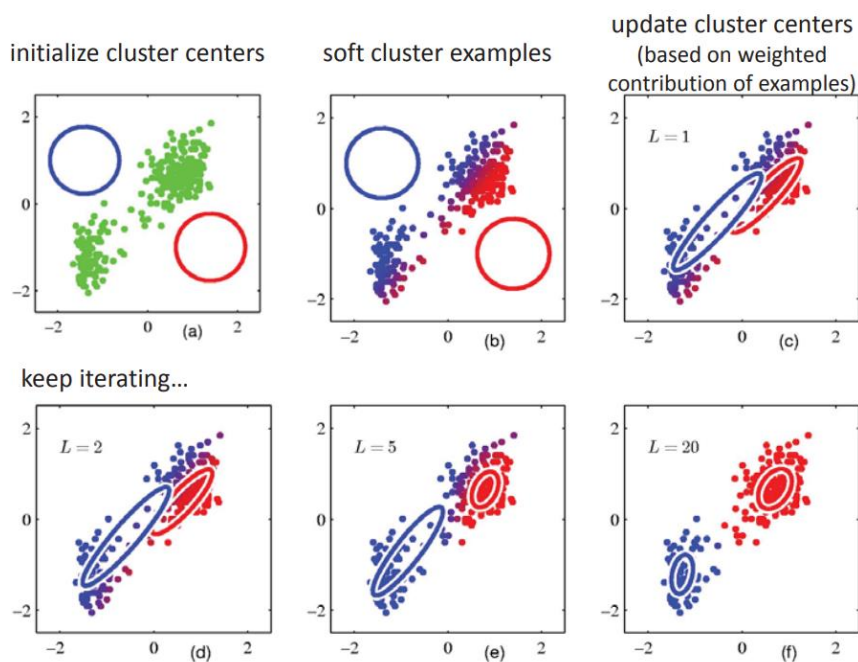 initialize cluster centers
soft cluster examples
update cluster centers
(based on weighted
contribution of examples)
2
0
−2
−2
0
(a)
2
2
0
−2
−2
0
(b)
2
L = 1
2
0
−2
−2
0
(c)
2
keep iterating...
L = 2
2
0
−2
−2
0
(d)
2
L = 5
2
0
−2
−2
0
(e)
2
L = 20
2
0
−2
−2
0
(f)
2